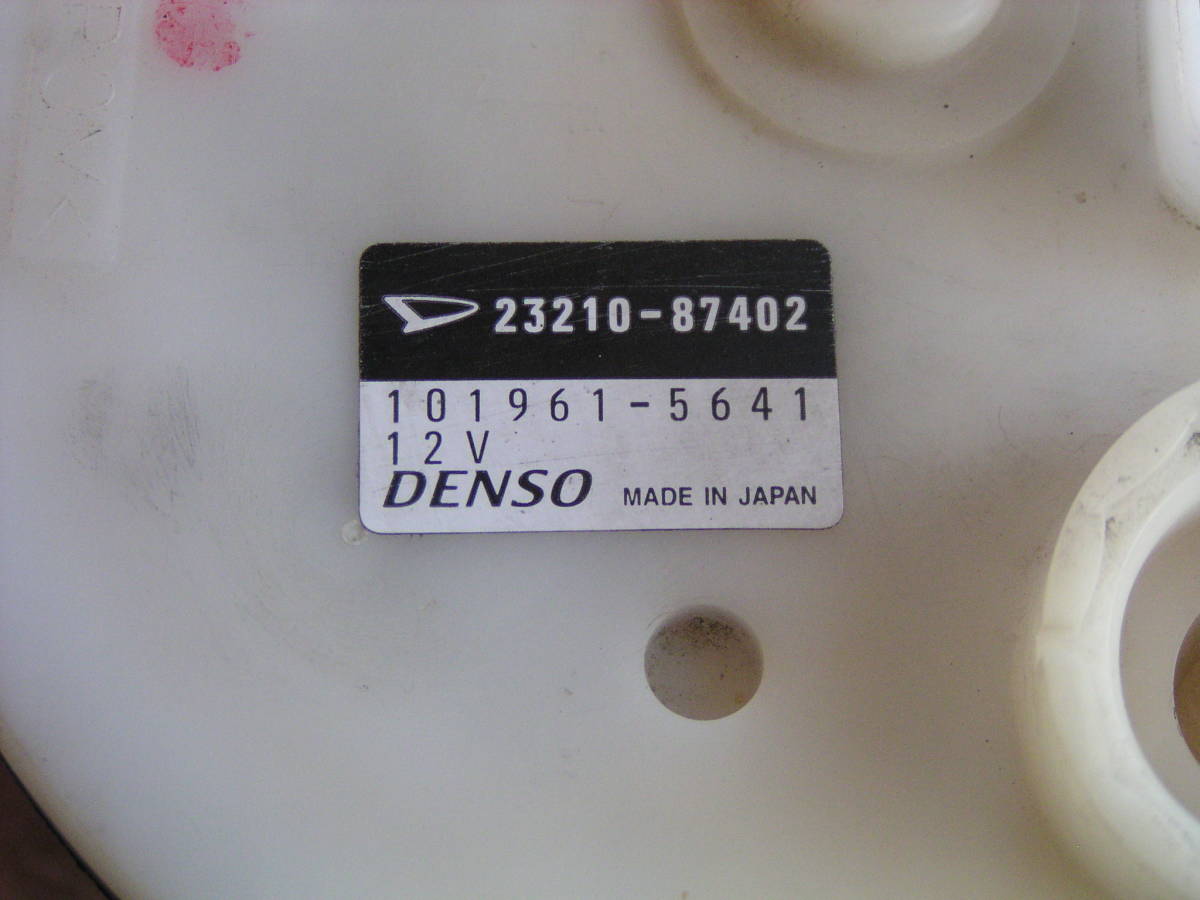 23210-87402
101961-5641
12V
DENSO MADE IN JAPAN